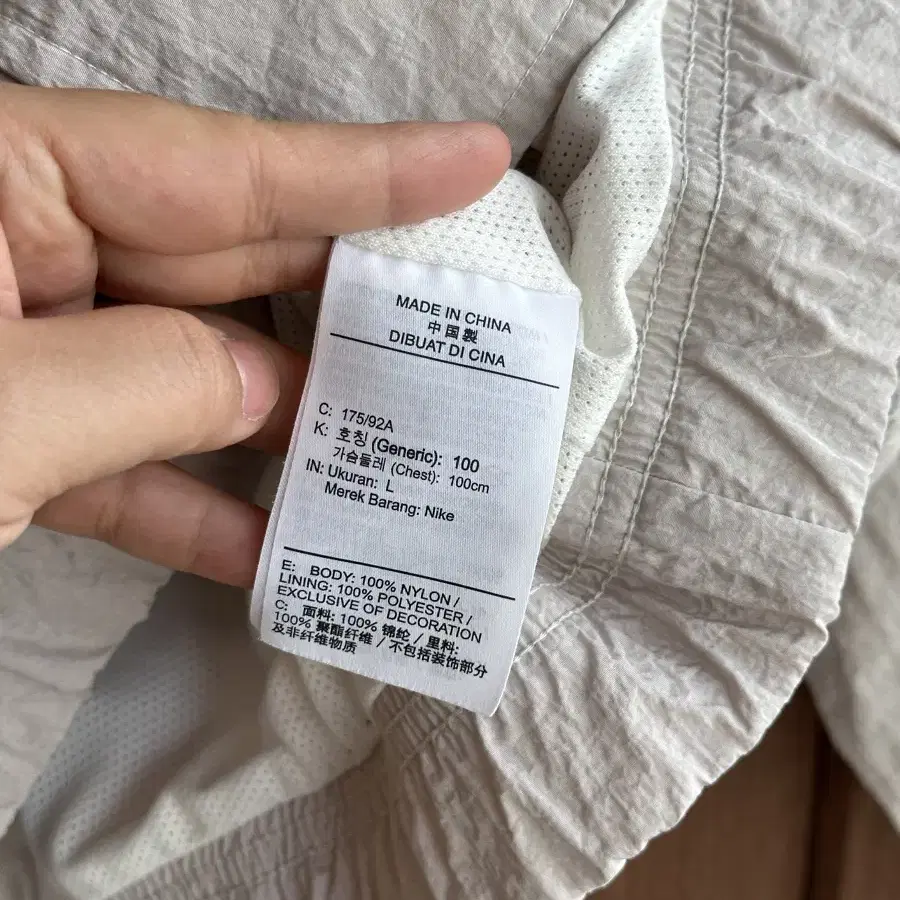 MADE IN CHINA
中国製
DIBUAT DI CINA
C: 175/92A
K: 호칭 (Generic): 100
가슴둘레 (Chest): 100cm
IN: Ukuran: L
Merek Barang: Nike
E: BODY: 100% NYLON /
LINING: 100% POLYESTER /
EXCLUSIVE OF DECORATION
C: 面料: 100% 锦纶 / 里料:
100% 聚酯纤维 / 不包括装饰部分
及非纤维物质